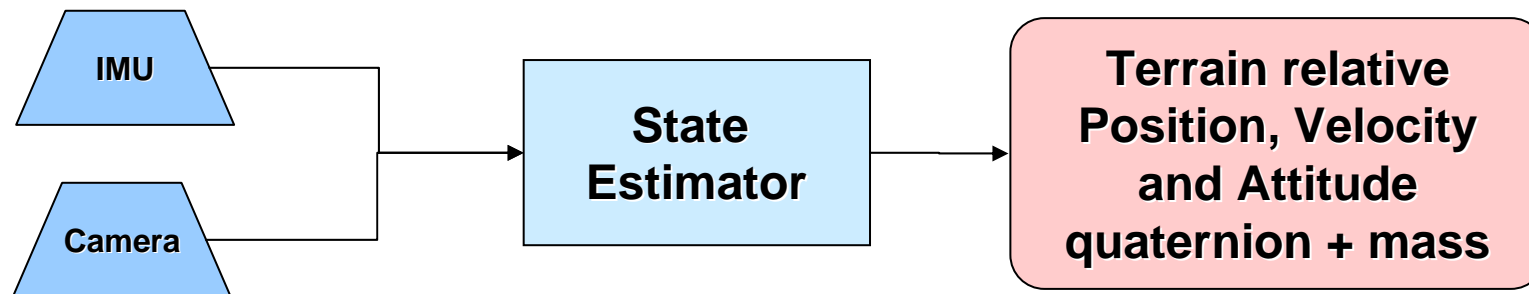 IMU
Camera
State
Estimator
Terrain relative
Position, Velocity
and Attitude
quaternion + mass